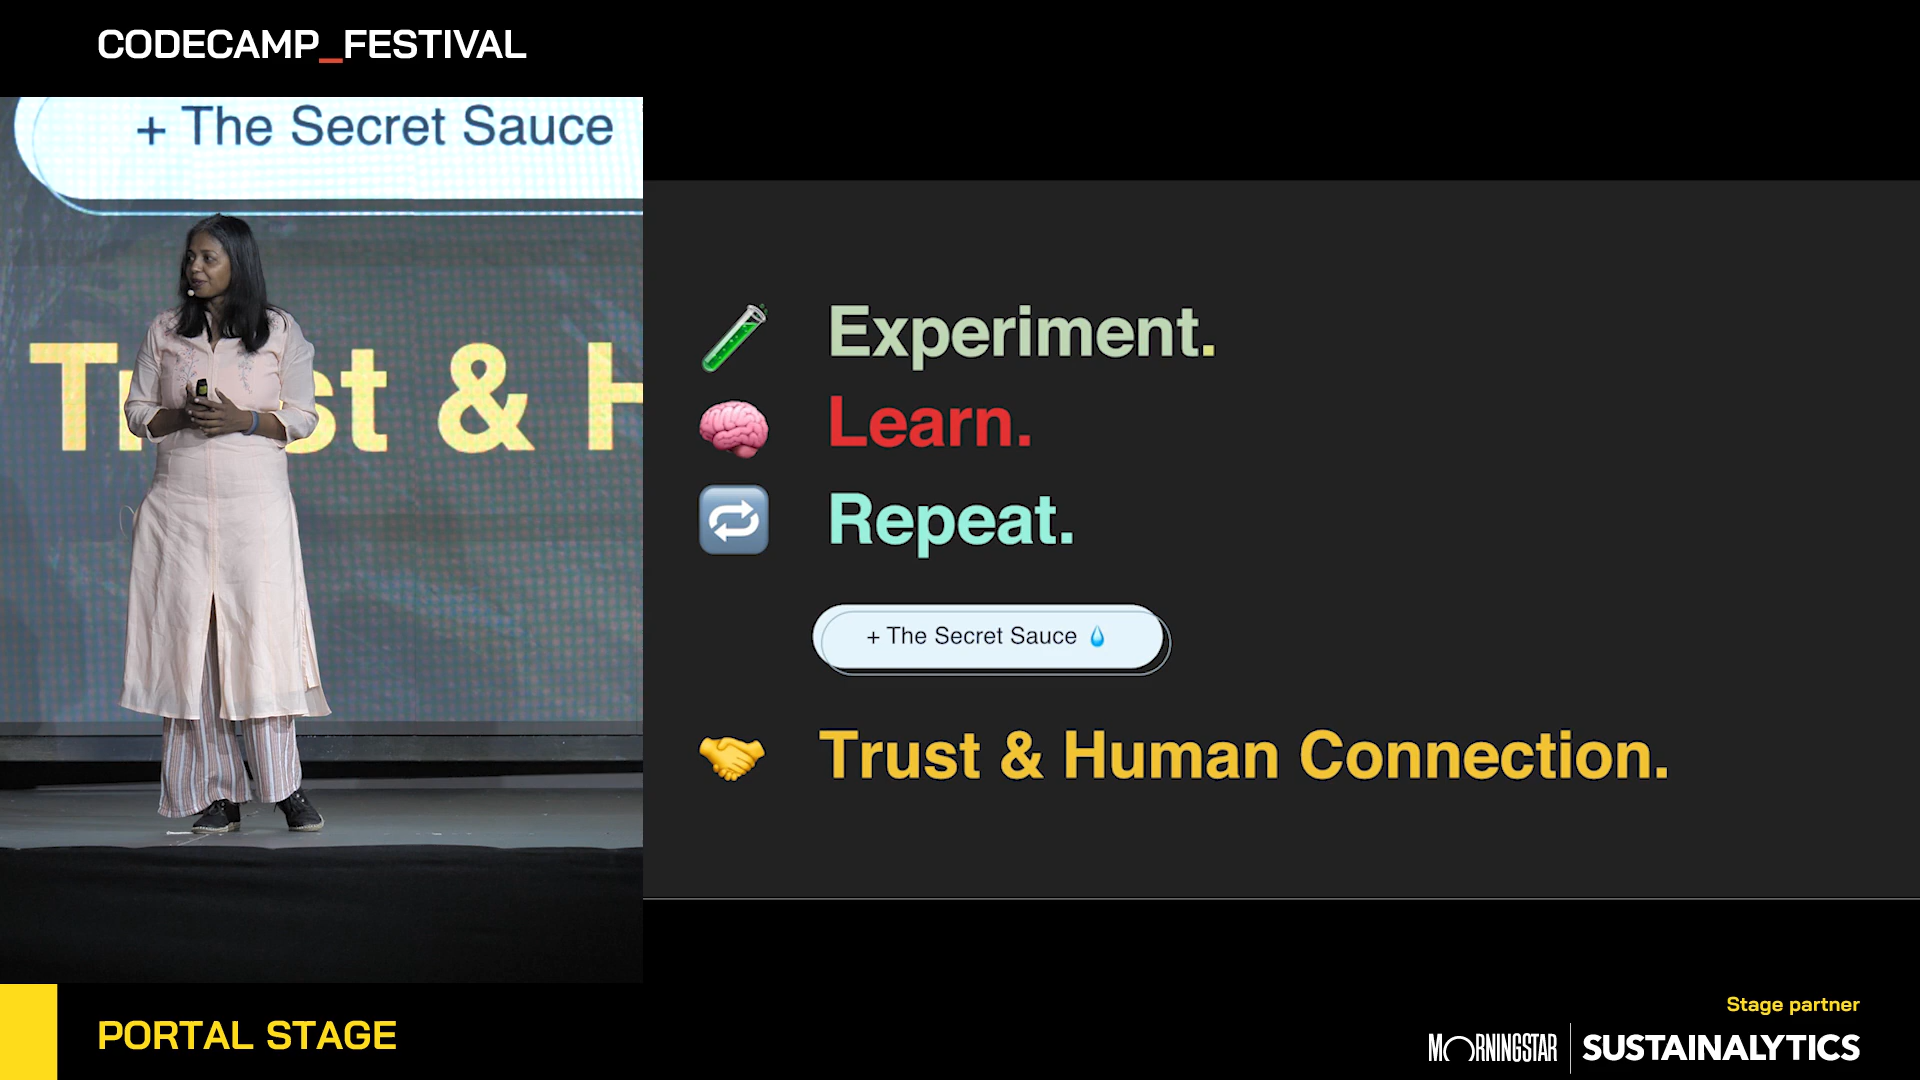 CODECAMP_FESTIVAL
+ The Secret Sauce
Trust & H
Experiment.
Learn.
Repeat.
+ The Secret Sauce
Trust & Human Connection.
PORTAL STAGE
Stage partner
MORNINGSTAR | SUSTAINALYTICS